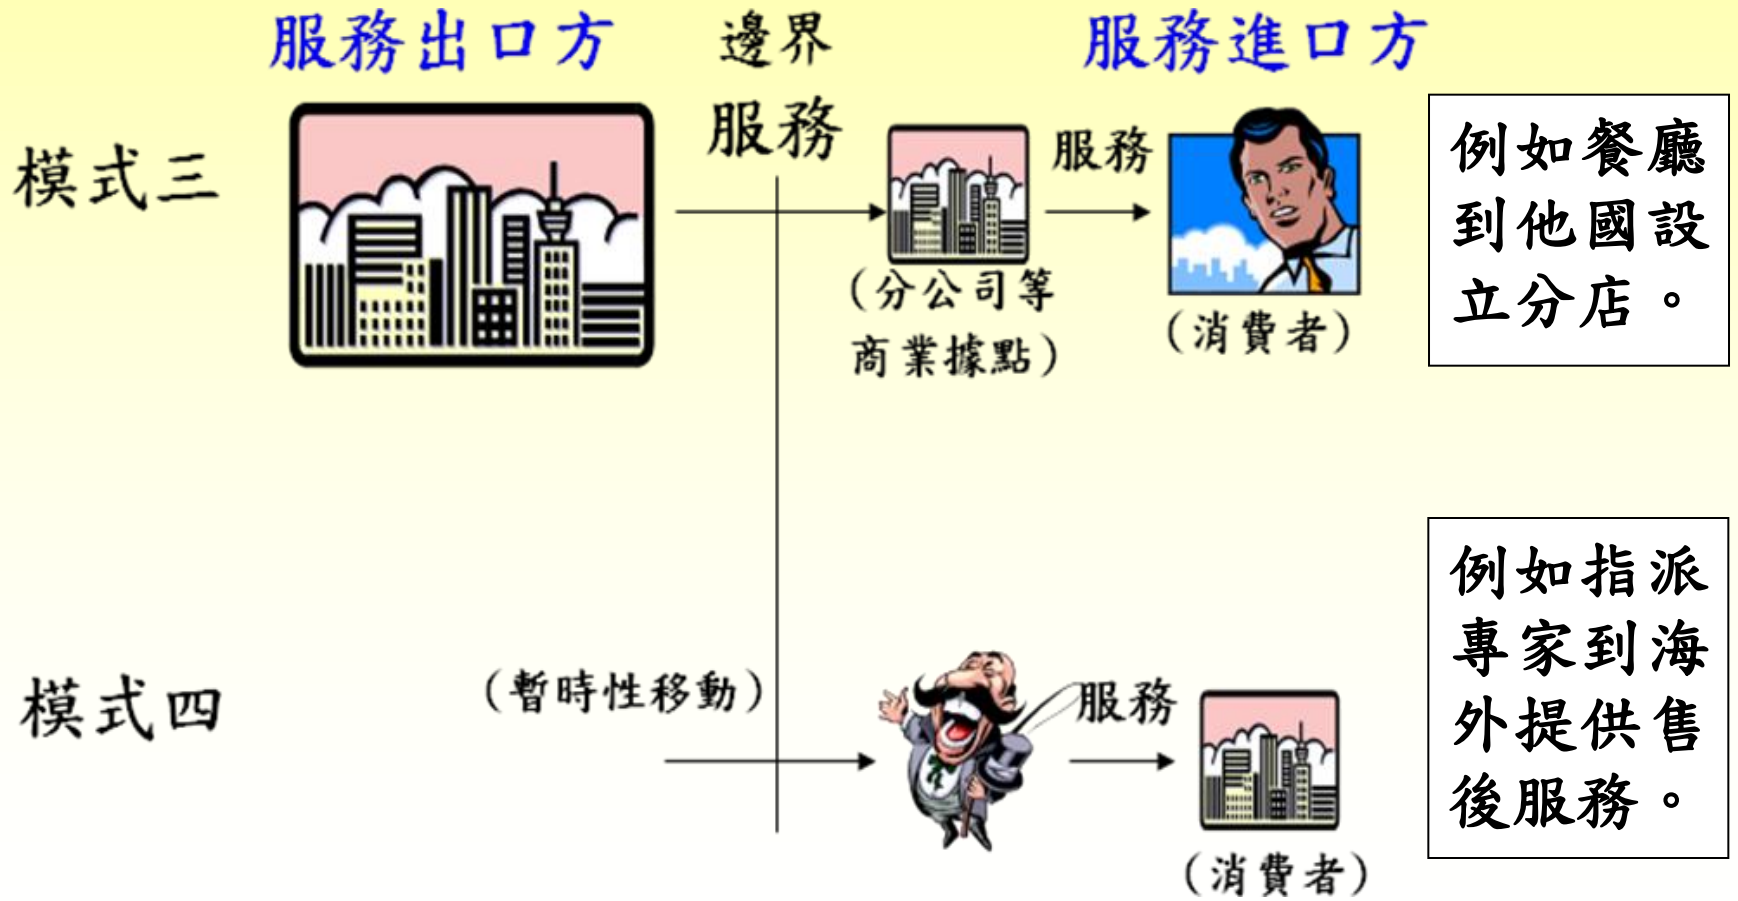 服務出口方
邊界
服務進口方
模式三
服務
服務
(分公司等
商業據點)
(消費者)
例如餐廳
到他國設
立分店。
模式四
(暫時性移動)
服務
(消費者)
例如指派
專家到海
外提供售
後服務。